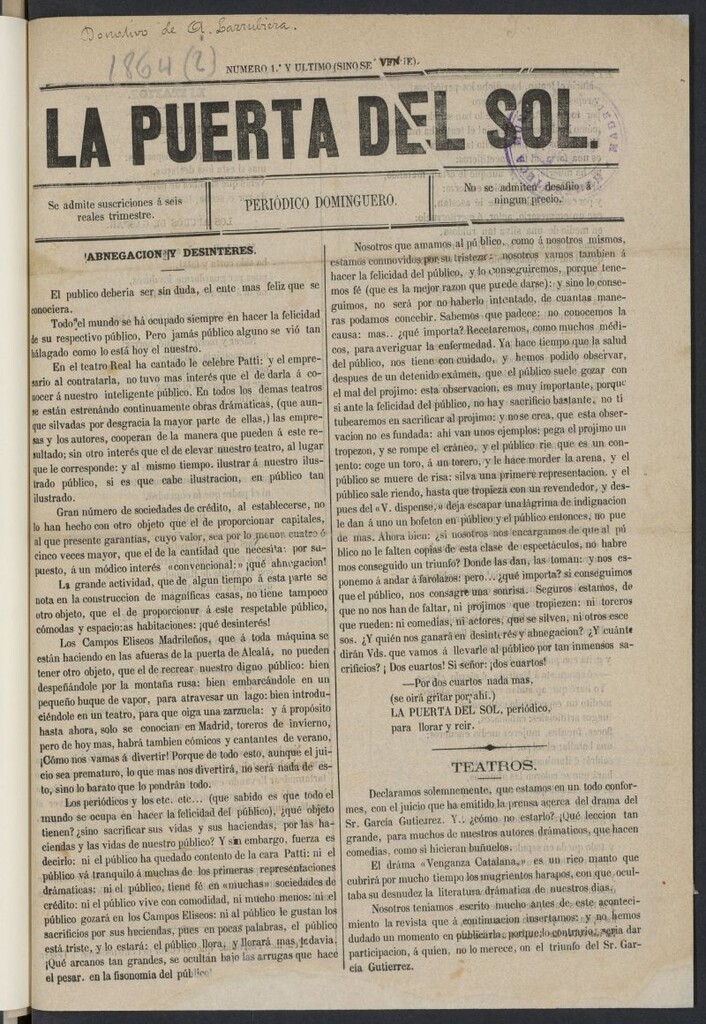 Donativo de A. Larrubiera.
1864 (2)
NUMERO 1.º Y ULTIMO (SINO SE VENDE).
LA PUERTA DEL SOL.
Se admite suscriciones á seis
reales trimestre.
PERIÓDICO DOMINGUERO.
No se admiten desafio á
ningun precio.
ABNEGACION Y DESINTERES.
El publico deberia ser sin duda, el ente mas feliz que se
conociera.
Todo el mundo se há ocupado siempre en hacer la felicidad
de su respectivo público. Pero jamás público alguno se vió tan
hálagado como lo está hoy el nuestro.
En el teatro Real ha cantado le celebre Patti: y el empre-
sario al contratarla, no tuvo mas interés que el de darla á co-
nocer á nuestro inteligente público. En todos los demas teatros
se están estrenándo continuamente obras drámaticas, (que aun-
que silvadas por desgracia la mayor parte de ellas,) las empre-
sas y los autores, cooperan de la manera que pueden á este re-
sultado; sin otro interés que el de elevar nuestro teatro, al lugar
que le corresponde: y al mismo tiempo. ilustrar á nuestro ilus-
trado público, si es que cabe ilustracion, en público tan
ilustrado.
Gran número de sociedades de crédito, al establecerse, no
lo han hecho con otro objeto que el de proporcionar capitales,
al que presente garantías, cuyo valor, sea por lo menos cuatro ó
cinco veces mayor, que el de la cantidad que necesita: por su-
puesto, á un módico interés «convencional:» ¡qué abnegacion!
La grande actividad, que de algun tiempo á esta parte se
nota en la construccion de magníficas casas, no tiene tampoco
otro objeto, que el de proporcionar á este respetable público,
cómodas y espaciosas habitaciones: ¡qué desinterés!
Los Campos Eliseos Madrileños, que á toda máquina se
están haciendo en las afueras de la puerta de Alcalá, no pueden
tener otro objeto, que el de recrear nuestro digno público: bien
despeñándole por la montaña rusa: bien embarcándole en un
pequeño buque de vapor, para atravesar un lago: bien introdu-
ciéndole en un teatro, para que oiga una zarzuela: y á propósito
hasta ahora, solo se conocian en Madrid, toreros de invierno,
pero de hoy mas, habrá tambien cómicos y cantantes de verano,
¡Cómo nos vamos á divertir! Porque de todo esto, aunque el jui-
cio sea prematuro, lo que mas nos divertirá, no será nada de es-
to, sino lo barato que lo pondrán todo.
Los periódicos y los etc. etc... (que sabido es que todo el
mundo se ocupa en hacer la felicidad del público), ¿qué objeto
tienen? ¿sino sacrificar sus vidas y sus haciendas, por las ha-
ciendas y las vidas de nuestro público? Y sin embargo, fuerza es
decirlo: ni el público ha quedado contento de la cara Patti: ni el
público vá tranquilo á muchas de las primeras representaciones
drámaticas: ni el público, tiene fé en «muchas» sociedades de
crédito: ni el público vive con comodidad, ni mucho menos: ni el
público gozará en los Campos Eliseos: ni al público le gustan los
sacrificios por sus haciendas, pues en pocas palabras, el público
está triste, y lo estará: el público llora, y llorará mas todavia.
¡Qué arcanos tan grandes, se ocultan bajo las arrugas que hace
el pesar. en la fisonomia del público!
Nosotros que amamos al público, como á nosotros mismos,
estamos conmovidos por su tristeza: nosotros vamos tambien á
hacer la felicidad del público, y lo conseguiremos, porque tene-
mos fé (que es la mejor razon que puede darse): y sino lo conse-
guimos, no será por no haberlo intentado, de cuantas mane-
ras podamos concebir. Sabemos que padece: no conocemos la
causa: mas.. ¿qué importa? Recetaremos, como muchos médi-
cos, para averiguar la enfermedad. Ya hace tiempo que la salud
del público, nos tiene con cuidado, y hemos podido observar,
despues de un detenido exámen, que el público suele gozar con
el mal del projimo: esta observacion, es muy importante, porque
si ante la felicidad del público, no hay sacrificio bastante, no ti
tubearemos en sacrificar al projimo: y no se crea, que esta obser-
vacion no es fundada: ahi van unos ejemplos: pega el projimo un
tropezon, y se rompe el cráneo, y el público rie que es un con-
tento: coge un toro, á un torero, y le hace morder la arena, y el
público se muere de risa: silva una primera representacion, y el
público sale riendo, hasta que tropieza con un revendedor, y des-
pues del «V. dispense,» deja escapar una lágrima de indignacion
le dan á uno un bofeton en público y el público entonces, no pue
de mas. Ahora bien: ¿si nosotros nos encargamos de que al pú
blico no le falten copias de esta clase de espectáculos, no habre
mos conseguido un triunfo? Donde las dan, las toman: y nos es-
ponemo á andar á farolazos: pero... ¿qué importa? si conseguimos
que el público, nos consagre una sonrisa. Seguros estamos, de
que no nos han de faltar, ni projimos que tropiezen: ni toreros
que rueden: ni comedias, ni actores, que se silven, ni otros esce
sos. ¿Y quién nos ganará en desinterés y abnegacion? ¿Y cuánte
dirán Vds. que vamos á llevarle al público por tan inmensos sa-
crificios? ¡ Dos cuartos! Si señor: ¡dos cuartos!
—Por dos cuartos nada mas,
(se oirá gritar por ahi.)
LA PUERTA DEL SOL, periódico,
para llorar y reir.
TEATROS.
Declaramos solemnemente, que estamos en un todo confor-
mes, con el juicio que ha emitido la prensa acerca del drama del
Sr. Garcia Gutierrez. Y.. ¿cómo no estarlo? ¡Qué leccion tan
grande, para muchos de nuestros autores drámaticos, que hacen
comedias, como si hicieran buñuelos.
El dráma «Venganza Catalana,» es un rico manto que
cubrirá por mucho tiempo los mugrientos harapos, con que ocul-
taba su desnudez la literatura drámatica de nuestros dias.
Nosotros teniamos escrito mucho antes de este aconteci-
miento la revista que á continuacion insertamos: y no hemos
dudado un momento en publicarla, porque lo contrario, seria dar
participacion, á quien, no lo merece, on el triunfo del Sr. Gar-
cia Gutierrez.